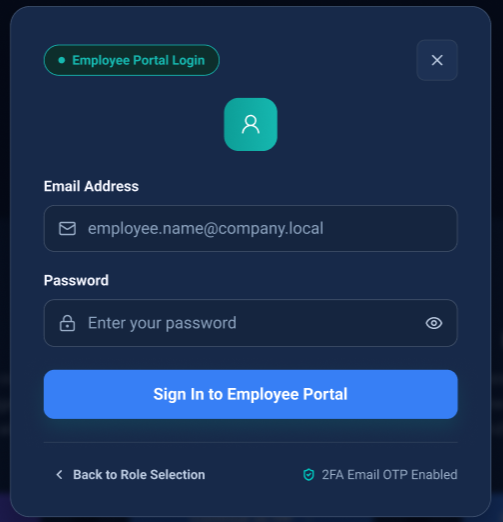 Employee Portal Login
Email Address
employee.name@company.local
Password
Enter your password
Sign In to Employee Portal
Back to Role Selection
2FA Email OTP Enabled